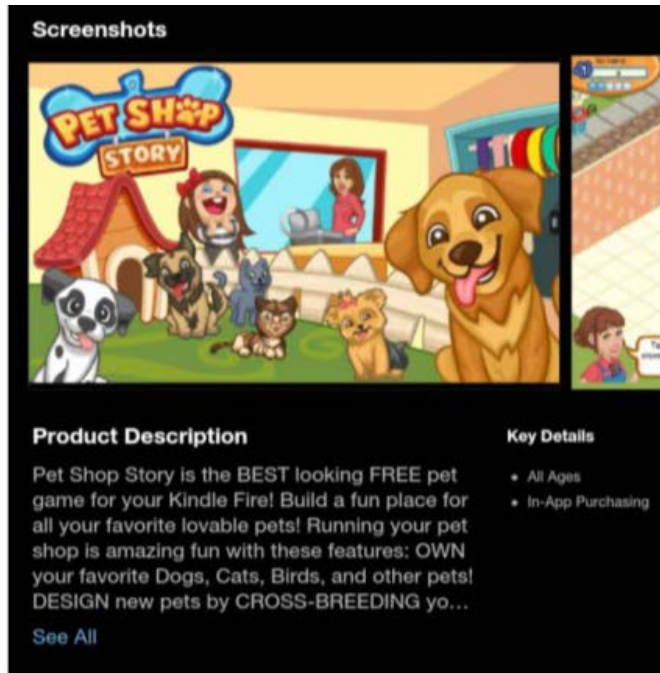 Screenshots
PET SHOP
STORY
Product Description
Pet Shop Story is the BEST looking FREE pet
game for your Kindle Fire! Build a fun place for
all your favorite lovable pets! Running your pet
shop is amazing fun with these features: OWN
your favorite Dogs, Cats, Birds, and other pets!
DESIGN new pets by CROSS-BREEDING yo...
See All
Key Details
• All Ages
• In-App Purchasing